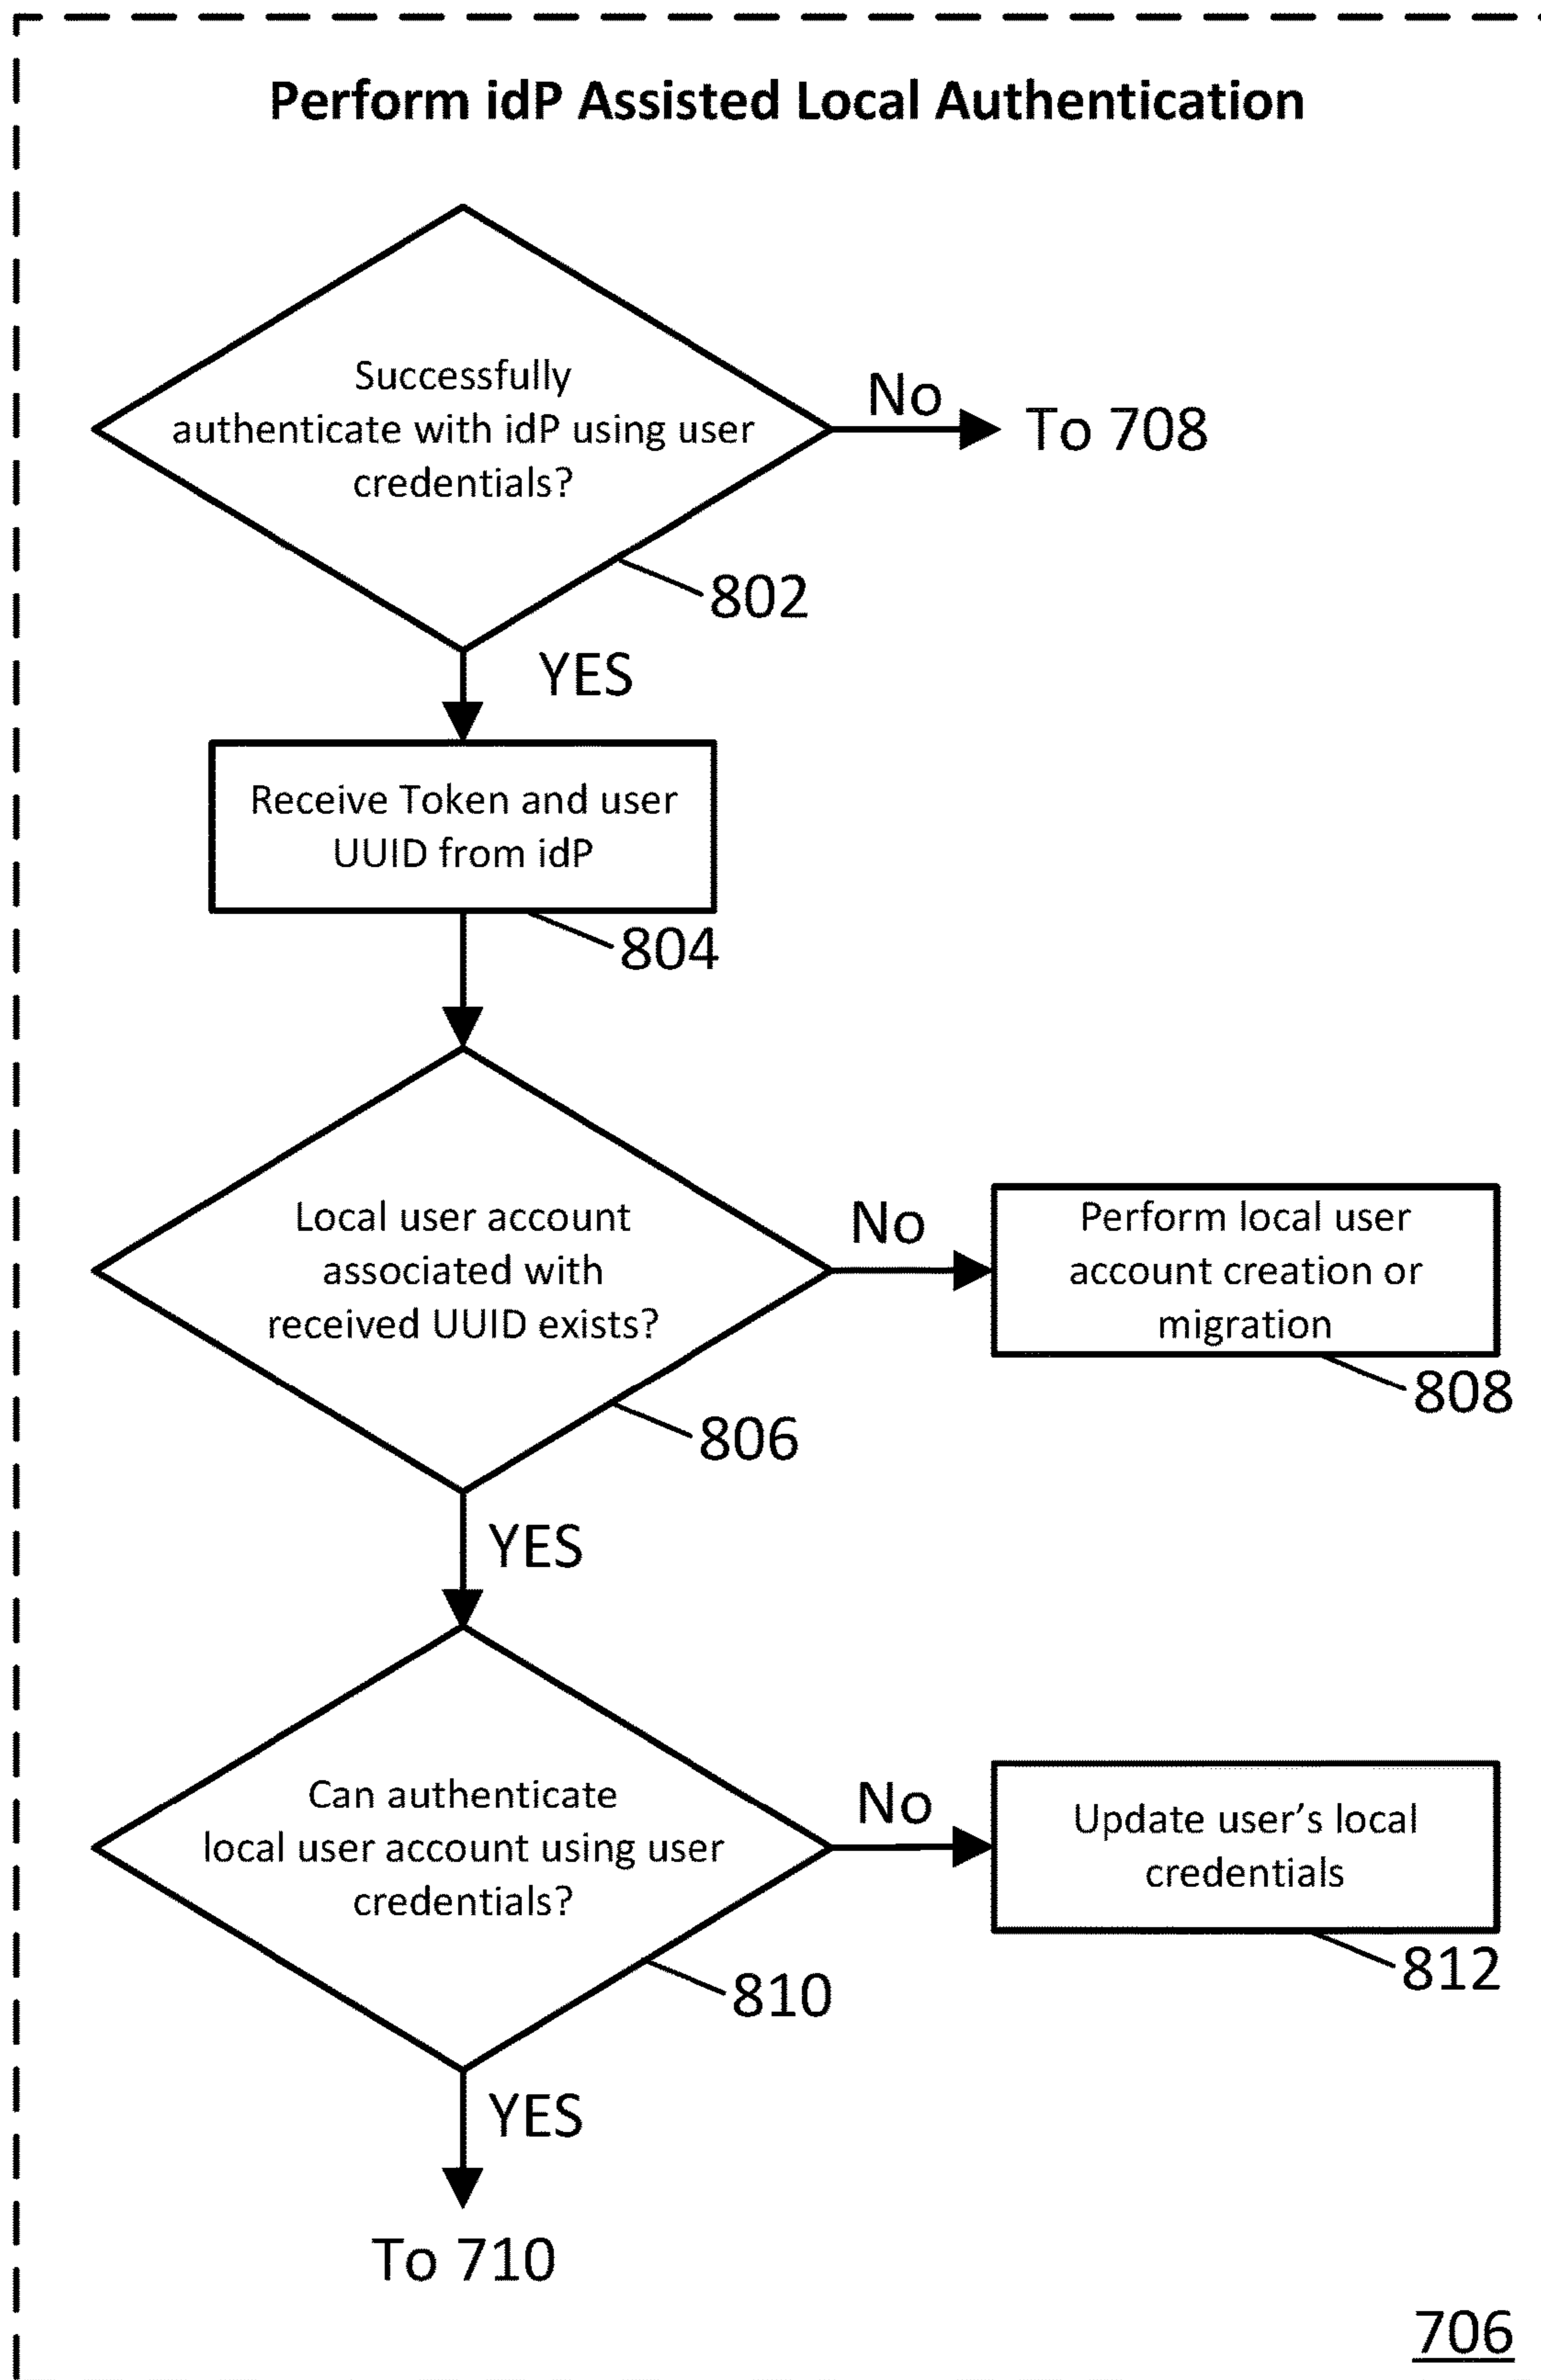 Perform idP Assisted Local Authentication
Successfully
authenticate with idP using user
credentials?
No
To 708
802
YES
Receive Token and user
UUID from idP
804
Local user account
associated with
received UUID exists?
No
Perform local user
account creation or
migration
808
806
YES
Can authenticate
local user account using user
credentials?
No
Update user’s local
credentials
812
810
YES
To 710
706